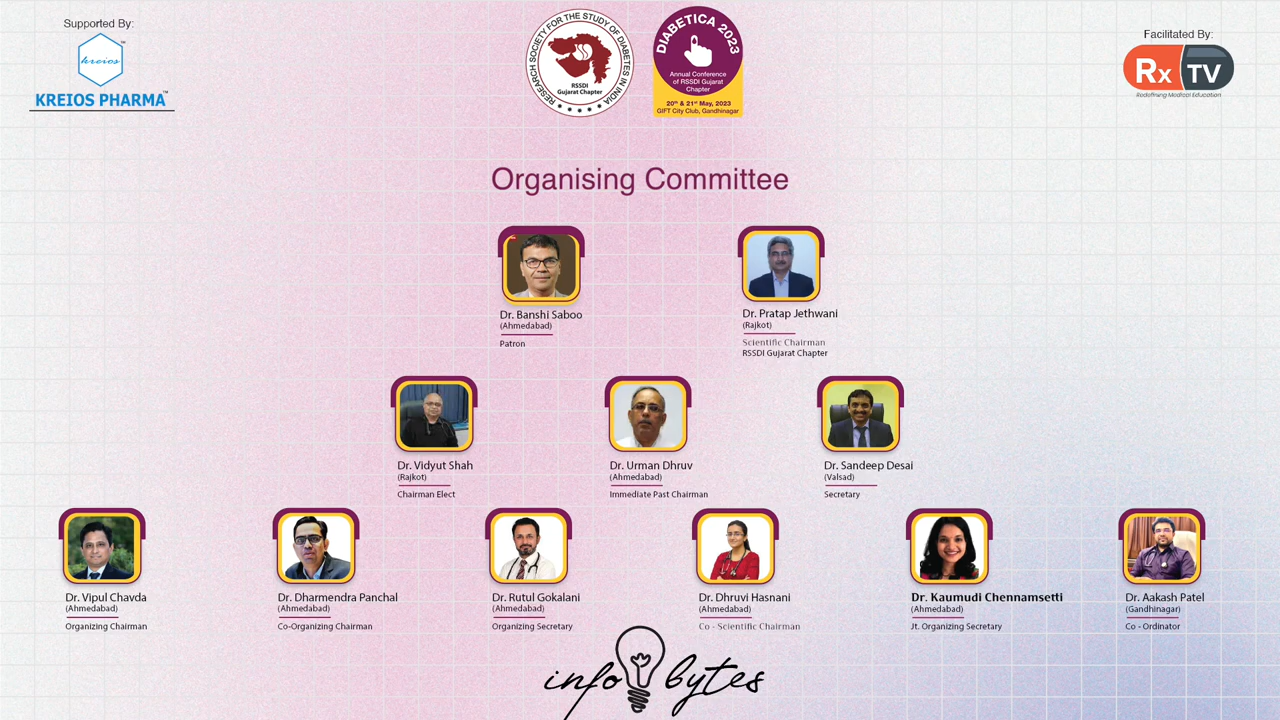 Supported By:
kreios
KREIOS PHARMA™
RESEARCH SOCIETY FOR THE STUDY OF DIABETES IN INDIA
RSSDI
Gujarat Chapter
DIABETICA 2023
Annual Conference
of RSSDI Gujarat
Chapter
20th & 21st May, 2023
GIFT City Club, Gandhinagar
Facilitated By:
Rx TV
Redefining Medical Education
Organising Committee
Dr. Banshi Saboo
(Ahmedabad)
Patron
Dr. Pratap Jethwani
(Rajkot)
Scientific Chairman
RSSDI Gujarat Chapter
Dr. Vidyut Shah
(Rajkot)
Chairman Elect
Dr. Urman Dhruv
(Ahmedabad)
Immediate Past Chairman
Dr. Sandeep Desai
(Valsad)
Secretary
Dr. Vipul Chavda
(Ahmedabad)
Organizing Chairman
Dr. Dharmendra Panchal
(Ahmedabad)
Co-Organizing Chairman
Dr. Rutul Gokalani
(Ahmedabad)
Organizing Secretary
Dr. Dhruvi Hasnani
(Ahmedabad)
Co - Scientific Chairman
Dr. Kaumudi Chennamsetti
(Ahmedabad)
Jt. Organizing Secretary
Dr. Aakash Patel
(Gandhinagar)
Co - Ordinator
info bytes